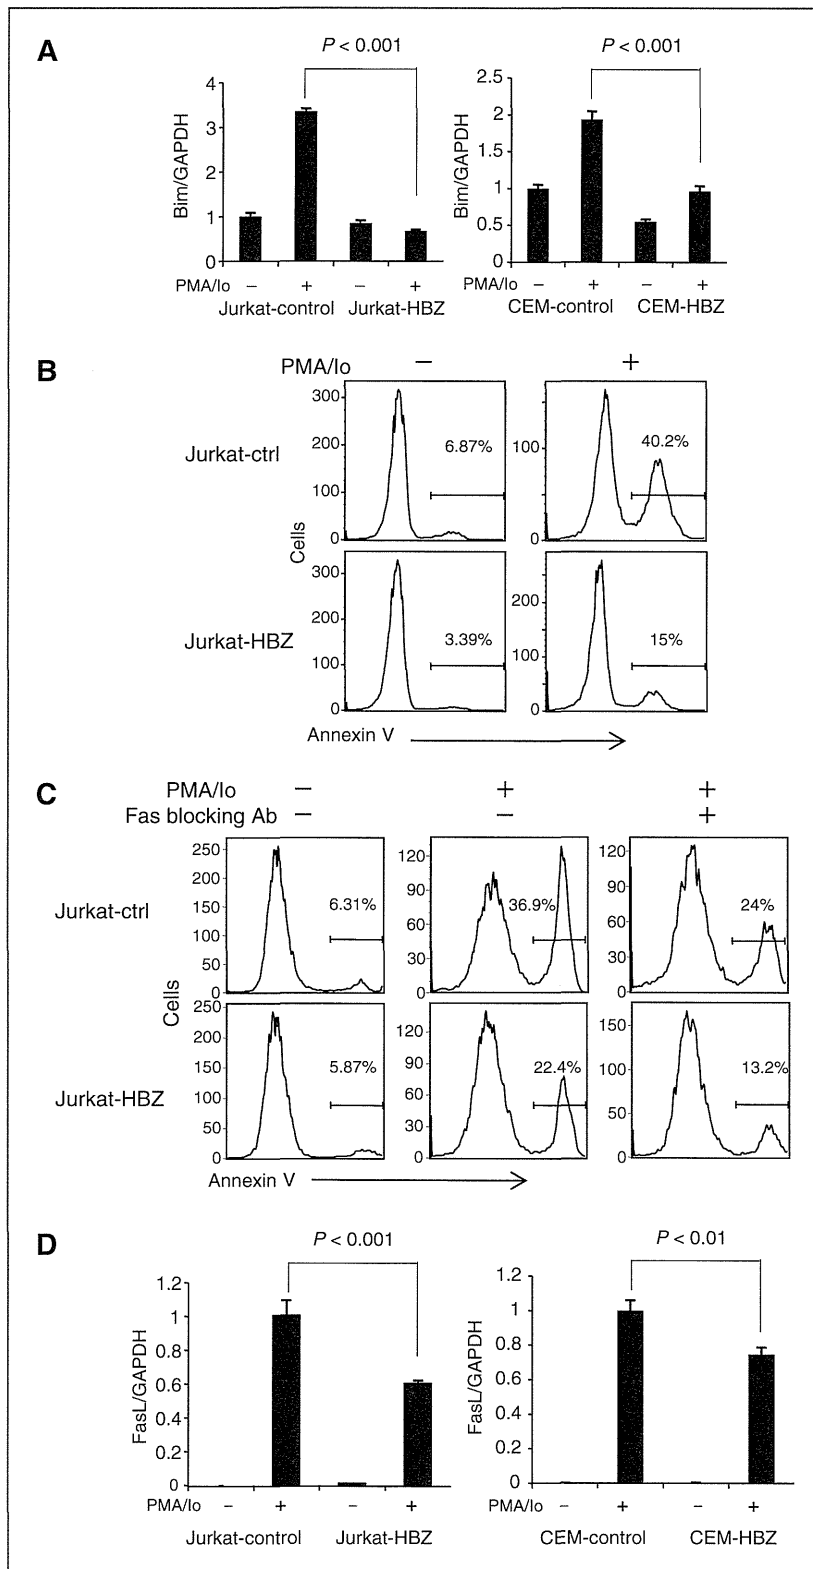 A
P < 0.001
P < 0.001
Bim/GAPDH
4
3
2
1
0
Bim/GAPDH
2.5
2
1.5
1
0.5
0
PMA/Io − + − +
Jurkat-control Jurkat-HBZ
PMA/Io − + − +
CEM-control CEM-HBZ
B
PMA/Io − +
Jurkat-ctrl
300
200
100
0
6.87%
100
0
40.2%
Cells
Jurkat-HBZ
300
200
100
0
3.39%
200
100
0
15%
Annexin V
C
PMA/Io − + +
Fas blocking Ab − − +
Jurkat-ctrl
250
200
150
100
50
0
6.31%
120
90
60
30
0
36.9%
120
90
60
30
0
24%
Cells
Jurkat-HBZ
250
200
150
100
50
0
5.87%
120
90
60
30
0
22.4%
150
100
50
0
13.2%
Annexin V
D
P < 0.001
P < 0.01
FasL/GAPDH
1.2
1
0.8
0.6
0.4
0.2
0
FasL/GAPDH
1.2
1
0.8
0.6
0.4
0.2
0
PMA/Io − + − +
Jurkat-control Jurkat-HBZ
PMA/Io − + − +
CEM-control CEM-HBZ